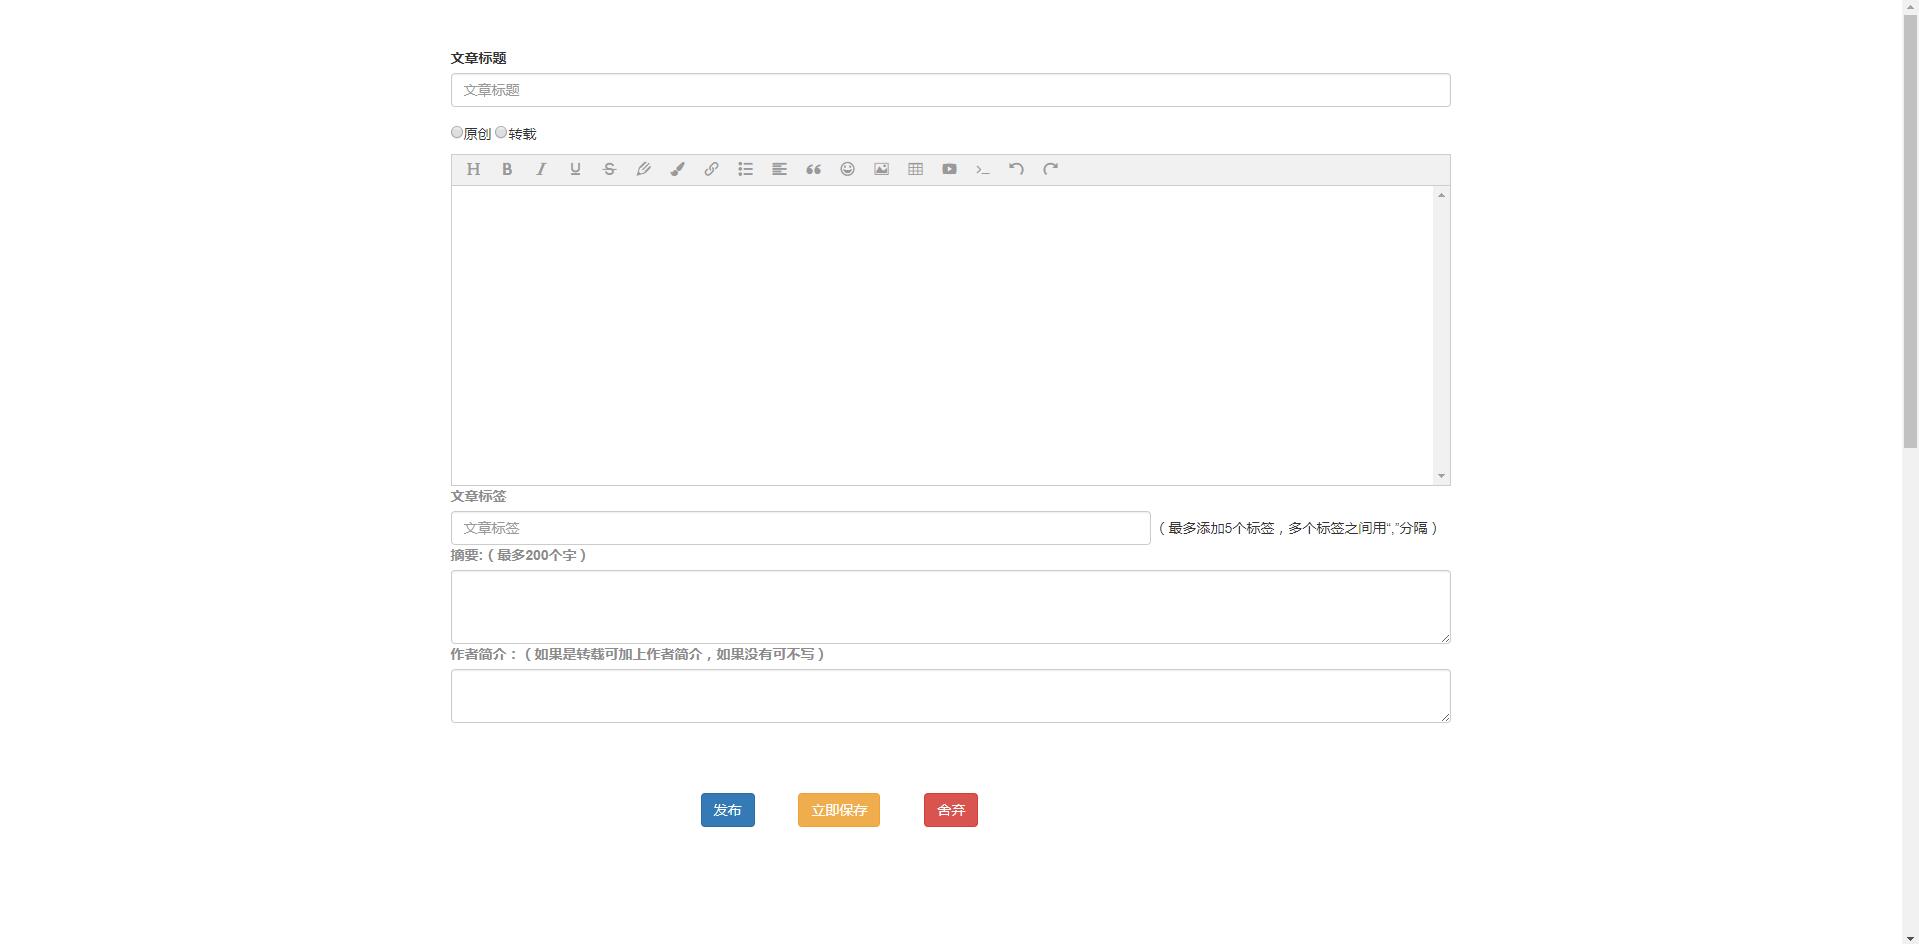 文章标题
文章标题
原创 转载
H B I U S
文章标签
文章标签 （最多添加5个标签，多个标签之间用“,”分隔）
摘要:（最多200个字）
作者简介：（如果是转载可加上作者简介，如果没有可不写）
发布 立即保存 舍弃